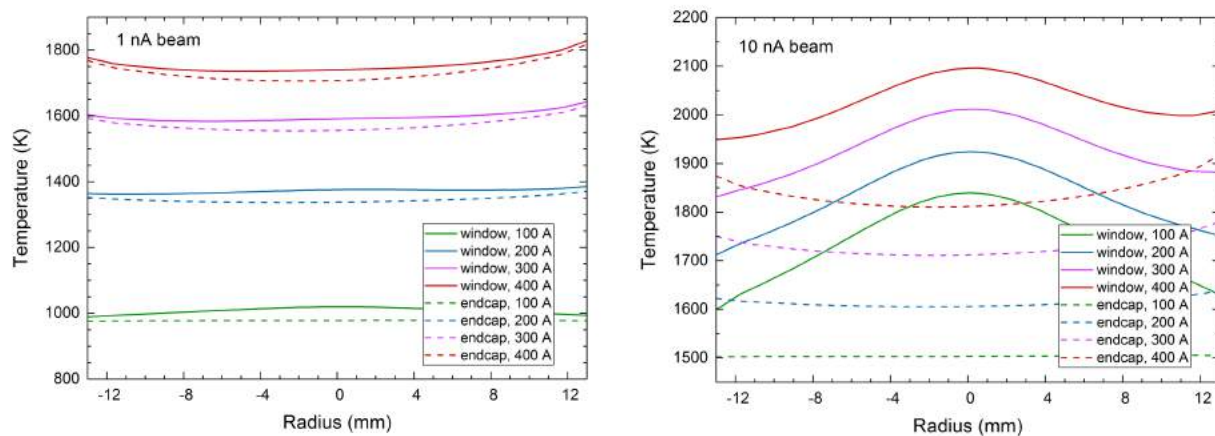 1 nA beam
Temperature (K)
1800
1600
1400
1200
1000
800
window, 100 A
window, 200 A
window, 300 A
window, 400 A
endcap, 100 A
endcap, 200 A
endcap, 300 A
endcap, 400 A
-12 -8 -4 0 4 8 12
Radius (mm)
10 nA beam
Temperature (K)
2200
2100
2000
1900
1800
1700
1600
1500
window, 100 A
window, 200 A
window, 300 A
window, 400 A
endcap, 100 A
endcap, 200 A
endcap, 300 A
endcap, 400 A
-12 -8 -4 0 4 8 12
Radius (mm)